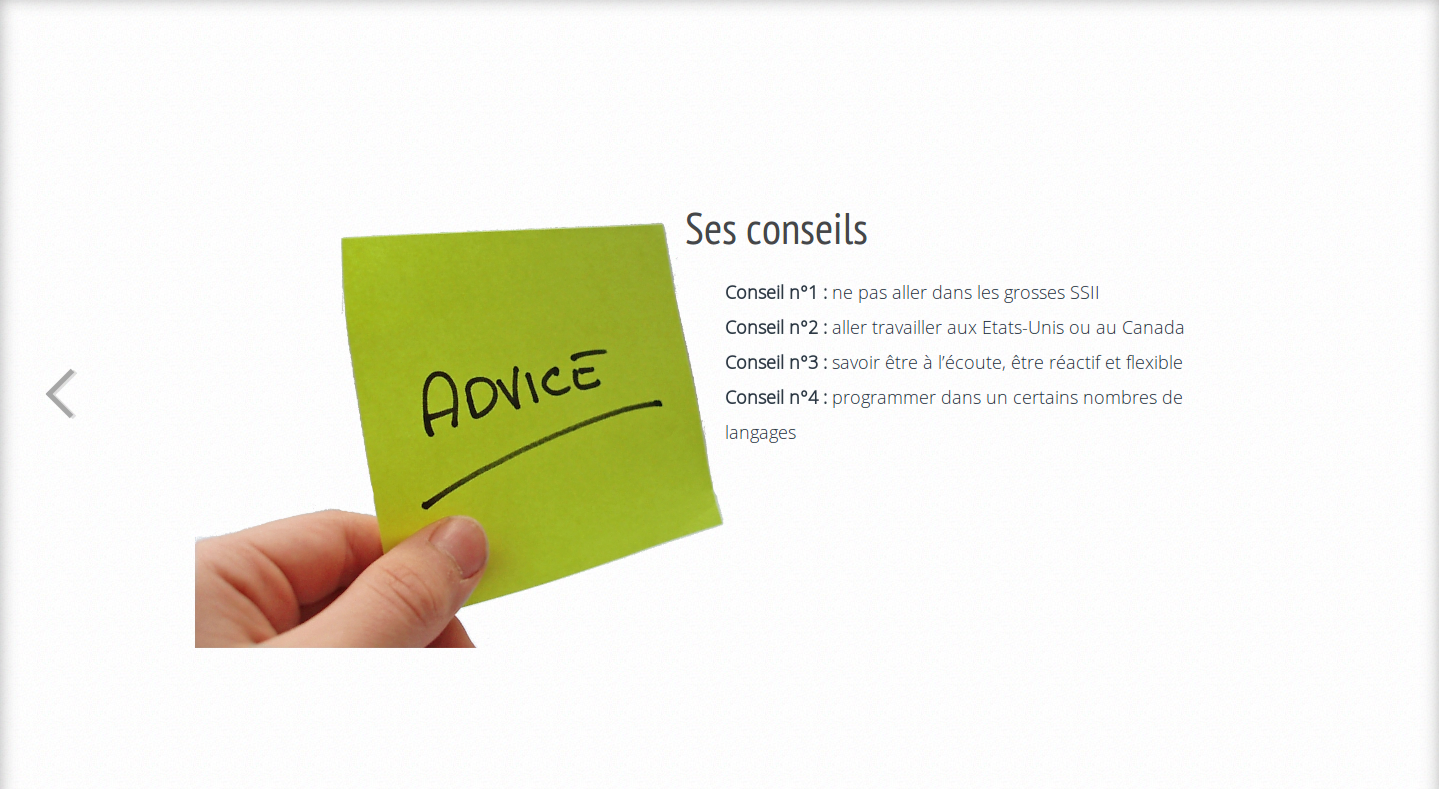 Ses conseils
Conseil n°1 : ne pas aller dans les grosses SSII
Conseil n°2 : aller travailler aux Etats-Unis ou au Canada
Conseil n°3 : savoir être à l’écoute, être réactif et flexible
Conseil n°4 : programmer dans un certains nombres de
langages
ADVICE